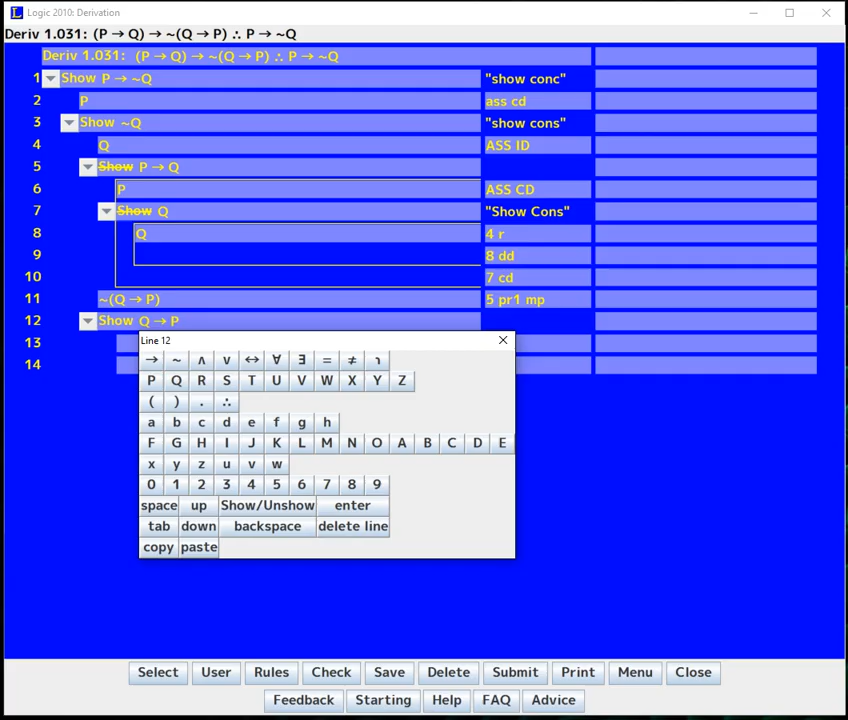 Logic 2010: Derivation
Deriv 1.031: (P → Q) → ~(Q → P) ∴ P → ~Q
Deriv 1.031: (P → Q) → ~(Q → P) ∴ P → ~Q
1 Show P → ~Q "show conc"
2 P ass cd
3 Show ~Q "show cons"
4 Q ASS ID
5 Show P → Q
6 P ASS CD
7 Show Q "Show Cons"
8 Q 4 r
9 8 dd
10 7 cd
11 ~(Q → P) 5 pr1 mp
12 Show Q → P
13
14
Line 12
→ ~ ∧ ∨ ↔ ∀ ∃ = ≠ ℩
P Q R S T U V W X Y Z
( ) . ∴
a b c d e f g h
F G H I J K L M N O A B C D E
x y z u v w
0 1 2 3 4 5 6 7 8 9
space up Show/Unshow enter
tab down backspace delete line
copy paste
Select User Rules Check Save Delete Submit Print Menu Close
Feedback Starting Help FAQ Advice